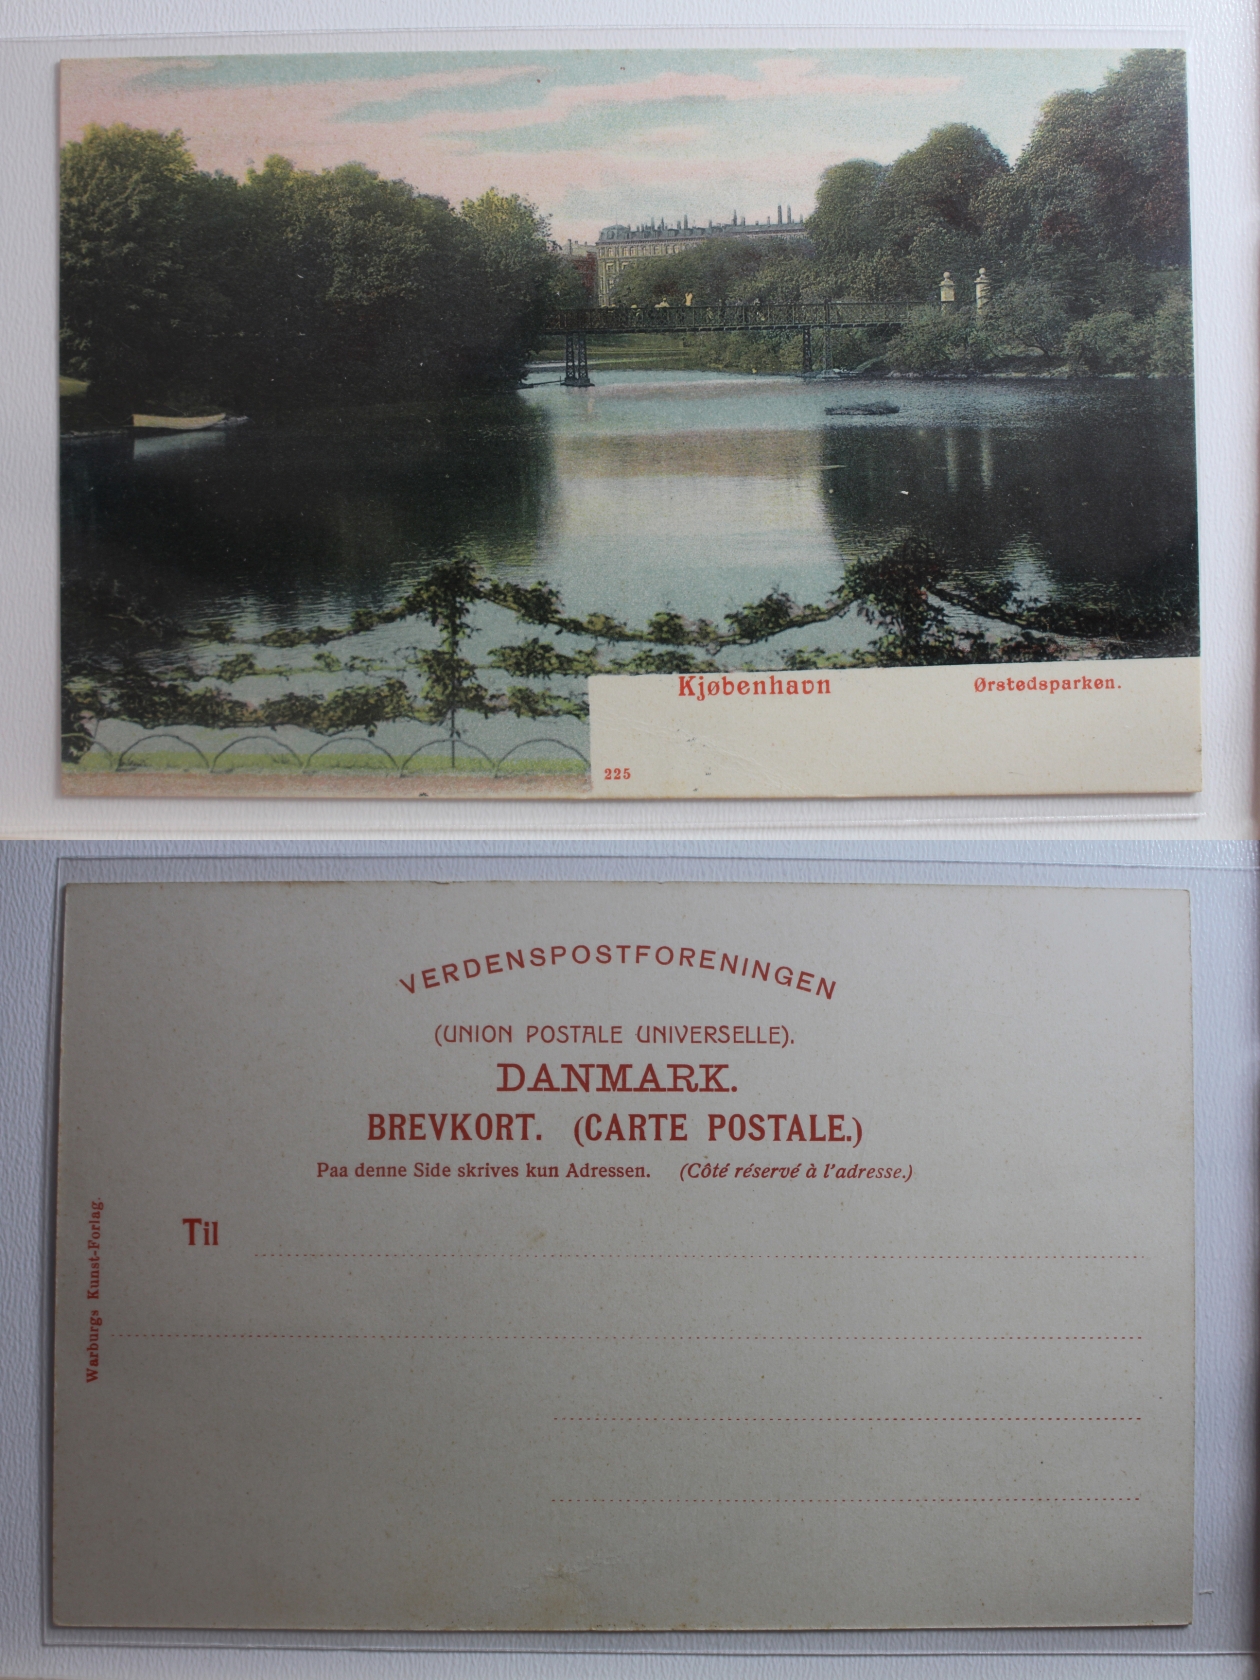 Kjøbenhavn
Ørstedsparken.
225
VERDENSPOSTFORENINGEN
(UNION POSTALE UNIVERSELLE).
DANMARK.
BREVKORT. (CARTE POSTALE.)
Paa denne Side skrives kun Adressen. (Côté réservé à l'adresse.)
Til
Warburgs Kunst-Forlag.